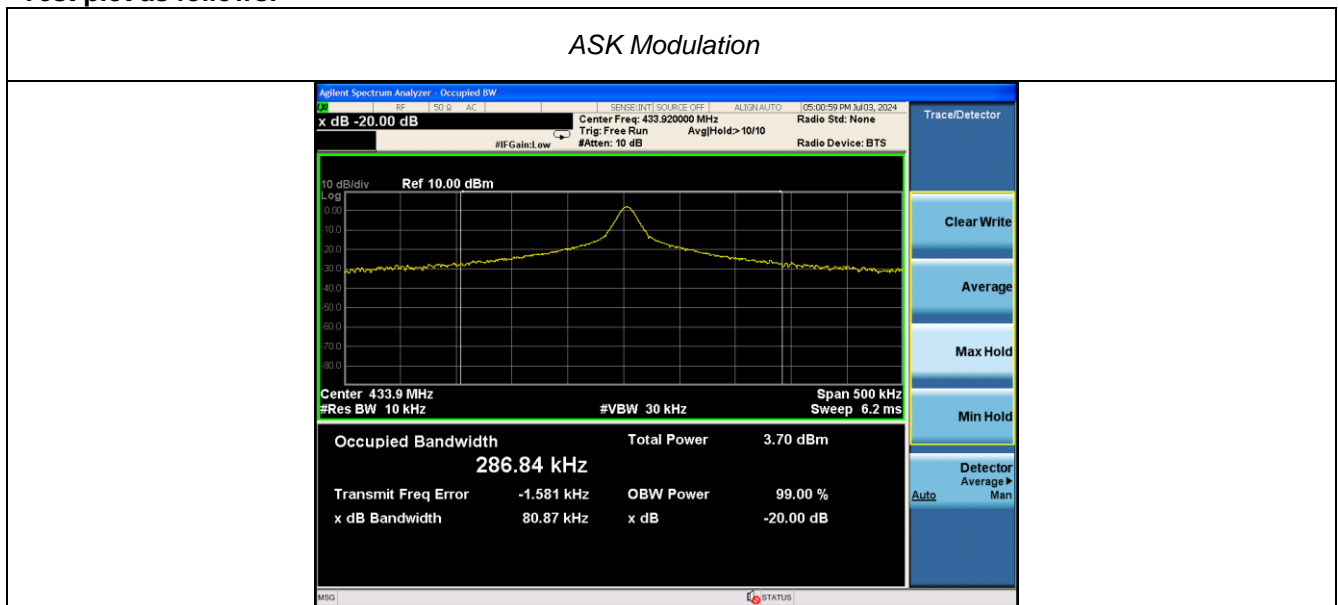 Test plot as follows:
ASK Modulation
Agilent Spectrum Analyzer - Occupied BW
RF 50 Ω AC SENSE:INT SOURCE OFF ALIGN AUTO 05:00:59 PM Jul 03, 2024
x dB -20.00 dB
Center Freq: 433.920000 MHz
Radio Std: None
Trig: Free Run Avg|Hold:> 10/10
#IFGain:Low #Atten: 10 dB Radio Device: BTS
Trace/Detector
10 dB/div Ref 10.00 dBm
Log
0.00
-10.0
-20.0
-30.0
-40.0
-50.0
-60.0
-70.0
-80.0
Center 433.9 MHz Span 500 kHz
#Res BW 10 kHz #VBW 30 kHz Sweep 6.2 ms
Occupied Bandwidth Total Power 3.70 dBm
286.84 kHz
Transmit Freq Error -1.581 kHz OBW Power 99.00 %
x dB Bandwidth 80.87 kHz x dB -20.00 dB
Clear Write
Average
Max Hold
Min Hold
Detector
Average▶
Auto Man
MSG STATUS